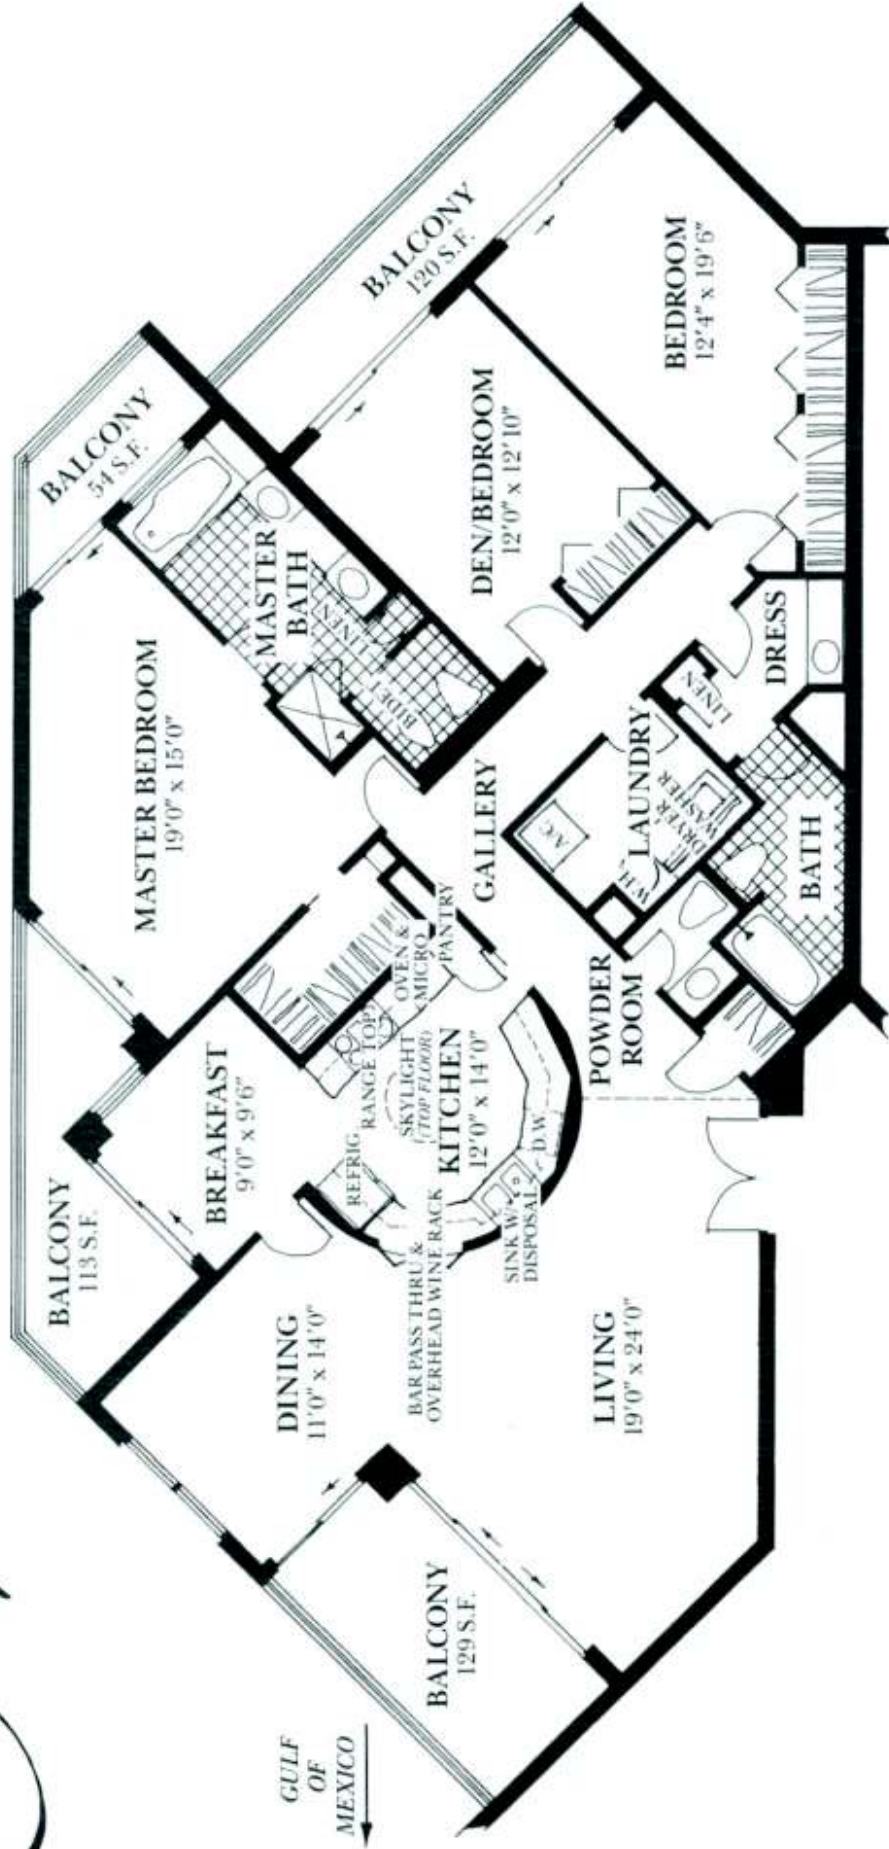 BALCONY
120 S.F.
BEDROOM
12'4" x 19'6"
BALCONY
54 S.F.
DEN/BEDROOM
12'0" x 12'10"
MASTER
BATH
LINEN
BIDET
MASTER BEDROOM
19'0" x 15'0"
DRESS
LINEN
LAUNDRY
WASHER
DRYER
W.H.
A/C
GALLERY
BATH
PANTRY
OVEN &
MICRO
POWDER
ROOM
RANGE TOP
SKYLIGHT
(TOP FLOOR)
KITCHEN
12'0" x 14'0"
BREAKFAST
9'0" x 9'6"
REFRIG
D.W.
SINK W/
DISPOSAL
BAR PASS THRU &
OVERHEAD WINE RACK
BALCONY
113 S.F.
DINING
11'0" x 14'0"
LIVING
19'0" x 24'0"
BALCONY
129 S.F.
GULF
OF
MEXICO